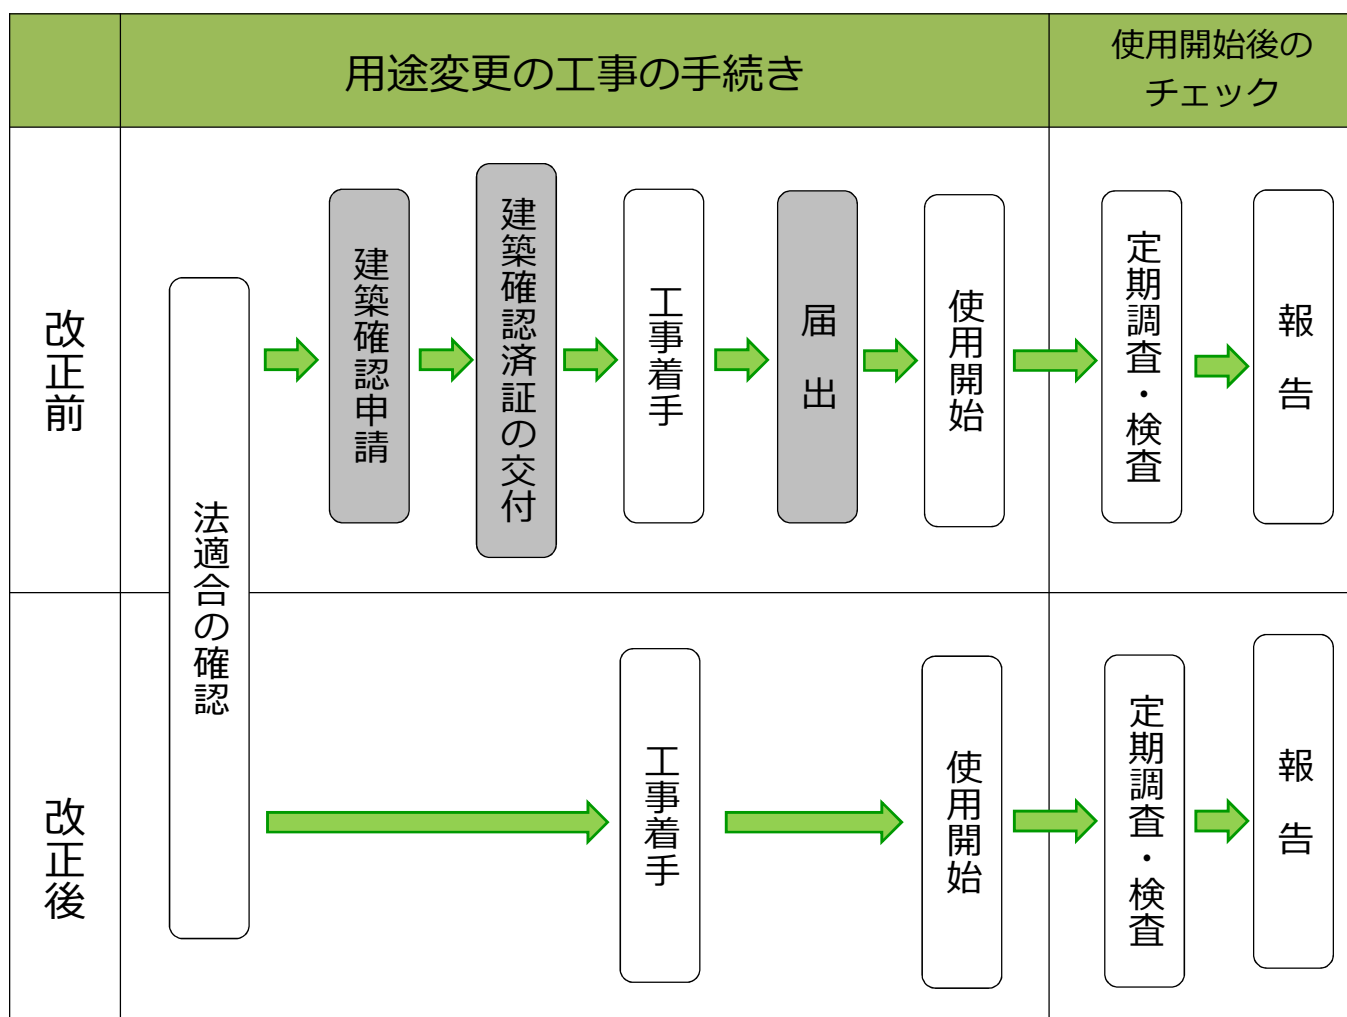 用途変更の工事の手続き
使用開始後の
チェック
改正前
法適合の確認
建築確認申請
建築確認済証の交付
工事着手
届出
使用開始
定期調査・検査
報告
改正後
工事着手
使用開始
定期調査・検査
報告